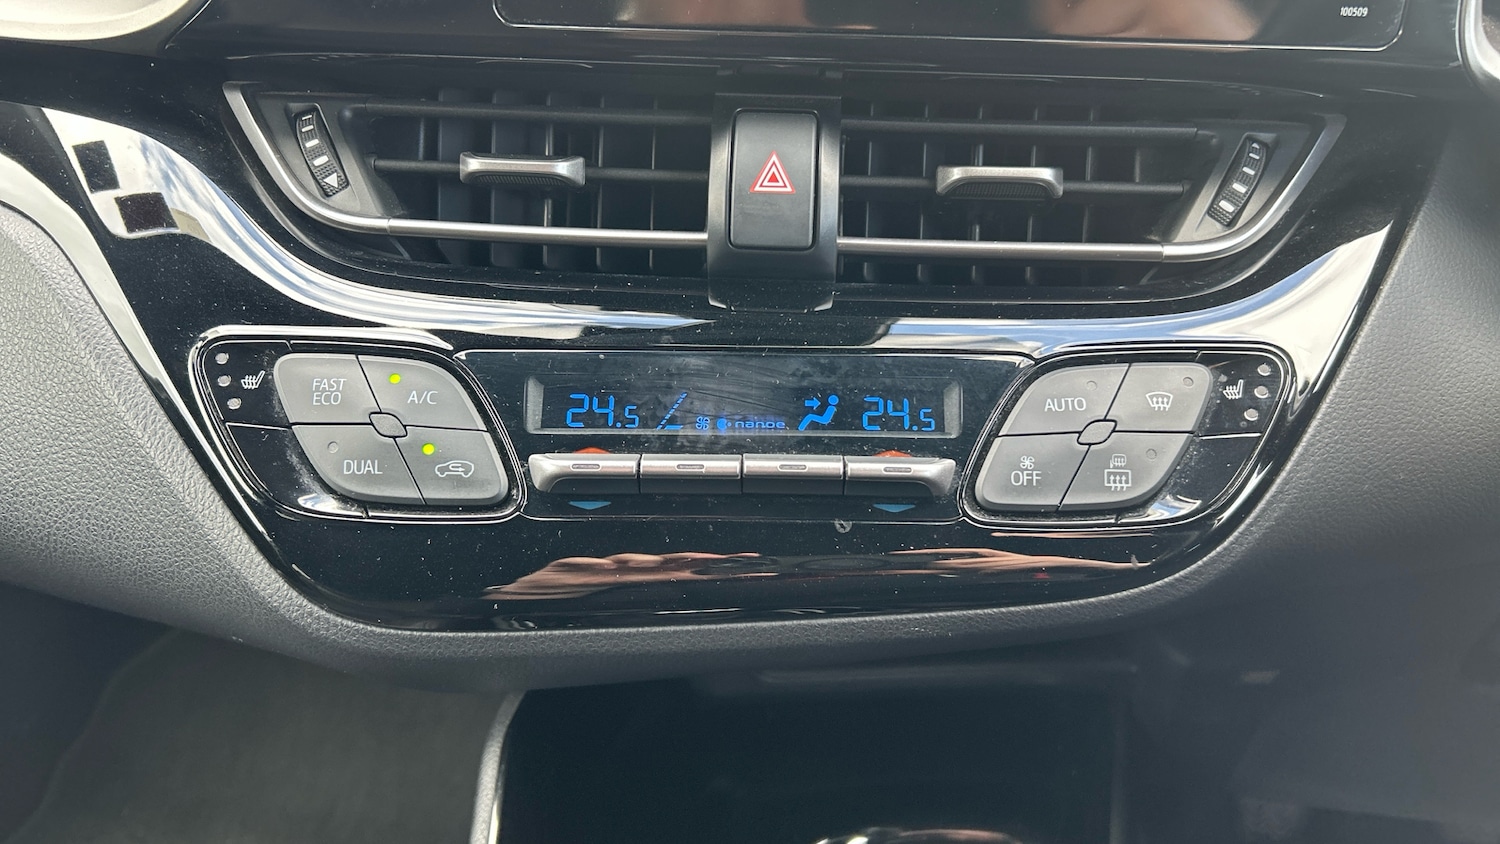 100509
FAST
ECO
A/C
DUAL
24.5
nanoe
24.5
AUTO
OFF